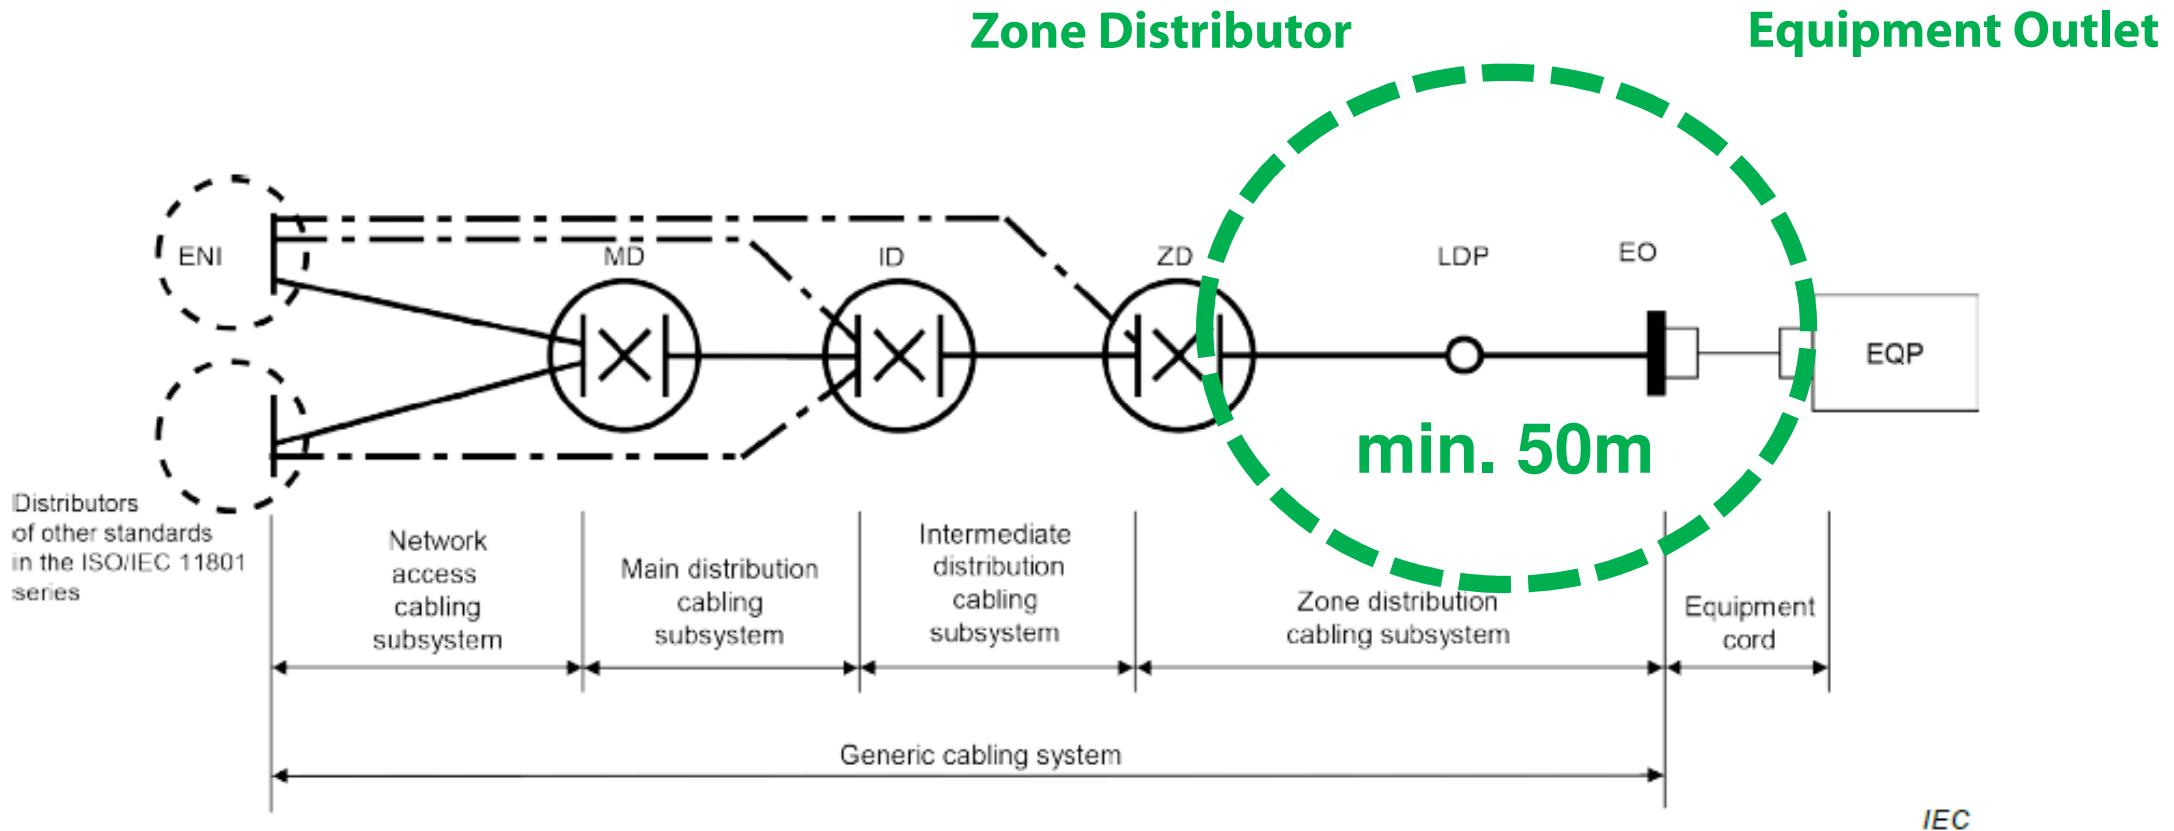 Zone Distributor
Equipment Outlet
ENI
MD
ID
ZD
LDP
EO
EQP
min. 50m
Distributors
of other standards
in the ISO/IEC 11801
series
Network
access
cabling
subsystem
Main distribution
cabling
subsystem
Intermediate
distribution
cabling
subsystem
Zone distribution
cabling subsystem
Equipment
cord
Generic cabling system
IEC